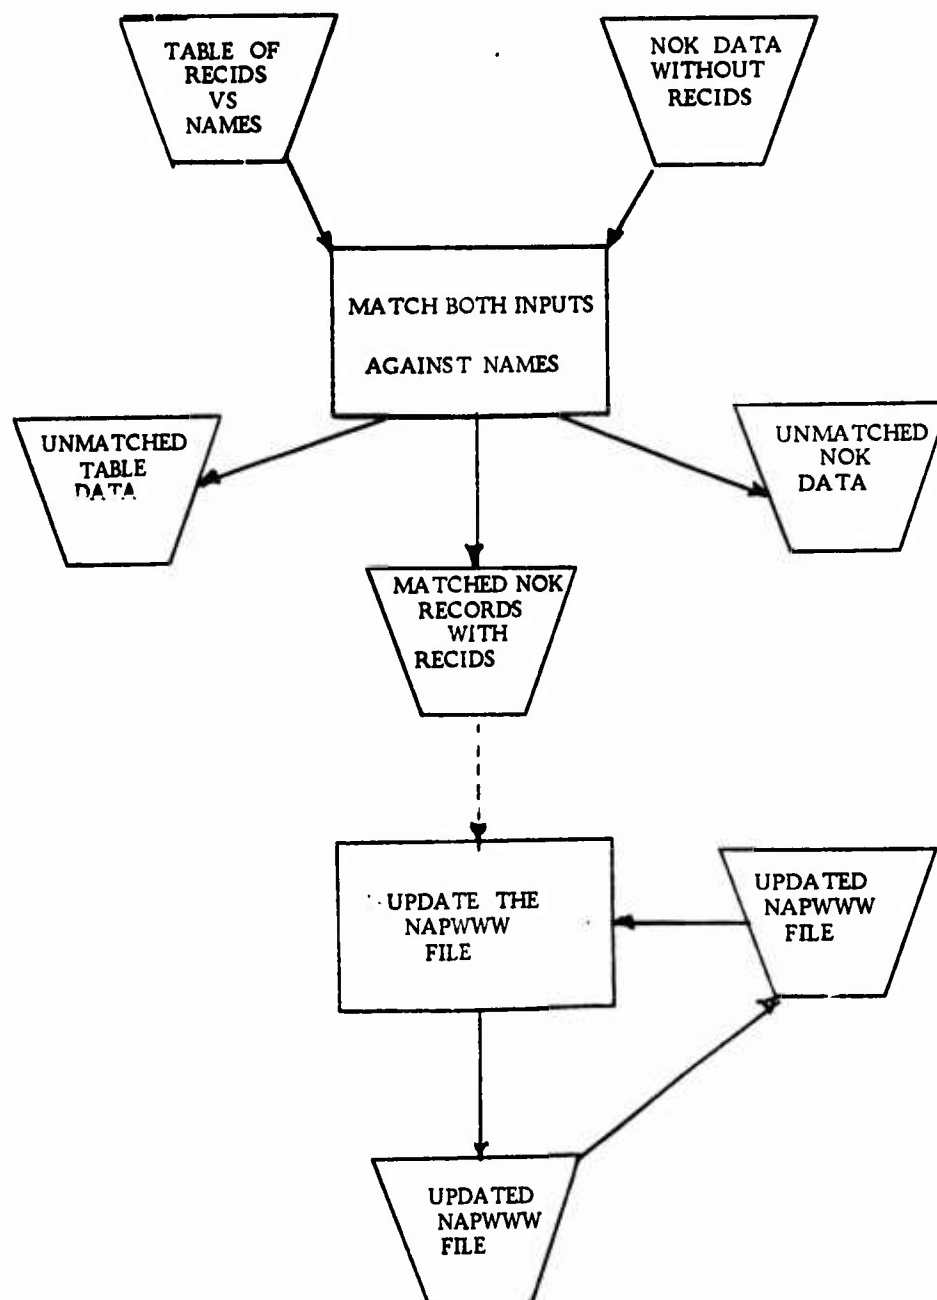 TABLE OF
RECIDS
VS
NAMES
NOK DATA
WITHOUT
RECIDS
MATCH BOTH INPUTS
AGAINST NAMES
UNMATCHED
TABLE
DATA
UNMATCHED
NOK
DATA
MATCHED NOK
RECORDS
WITH
RECIDS
UPDATE THE
NAPWWW
FILE
UPDATED
NAPWWW
FILE
UPDATED
NAPWWW
FILE